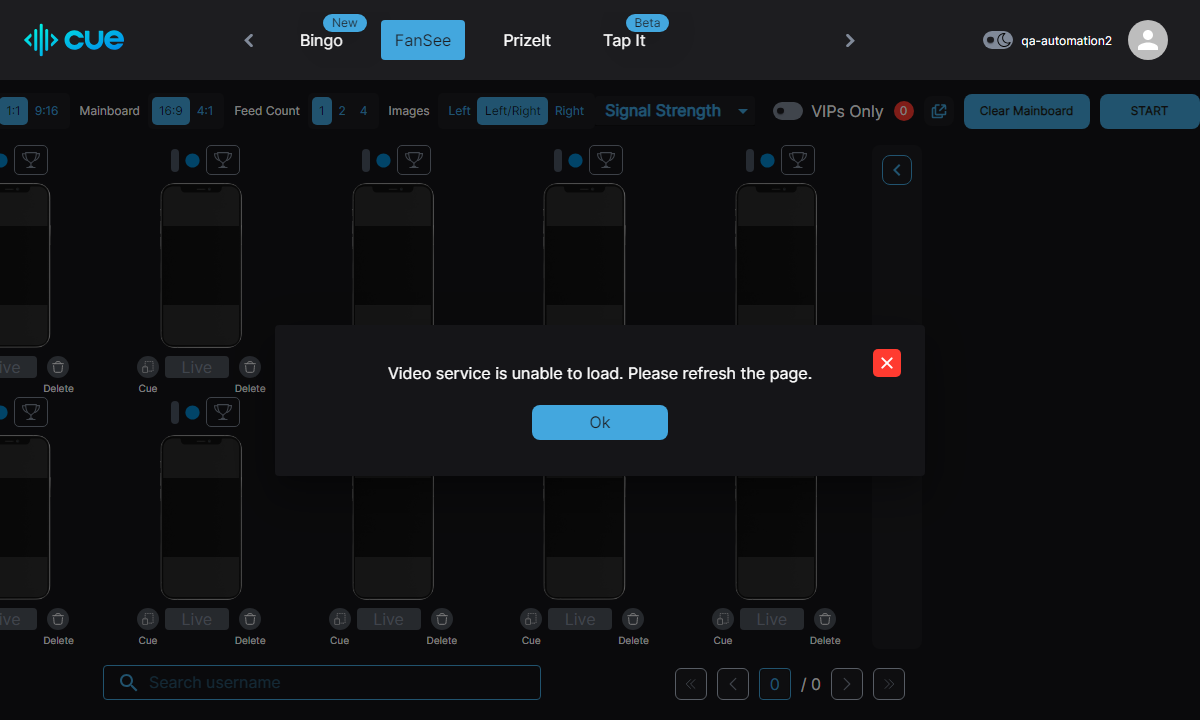 cue
Bingo
New
FanSee
PrizeIt
Tap It
Beta
qa-automation2
1:1 9:16 Mainboard 16:9 4:1 Feed Count 1 2 4 Images Left Left/Right Right Signal Strength VIPs Only 0 Clear Mainboard START
Live
Delete Cue Delete
Video service is unable to load. Please refresh the page.
Ok
Live Live Live Live
Delete Cue Delete Cue Delete Cue Delete Cue Delete
Search username
0 / 0